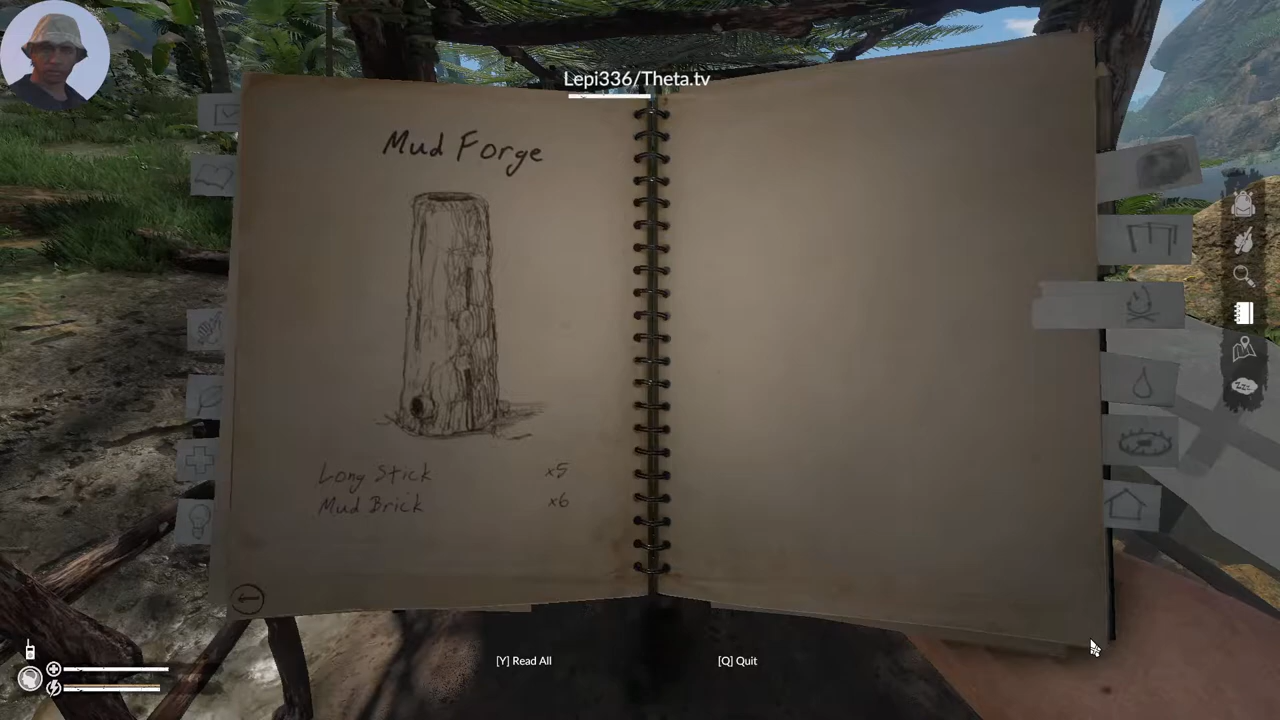 Lepi336/Theta.tv
Mud Forge
Long Stick x5
Mud Brick x6
[Y] Read All [Q] Quit